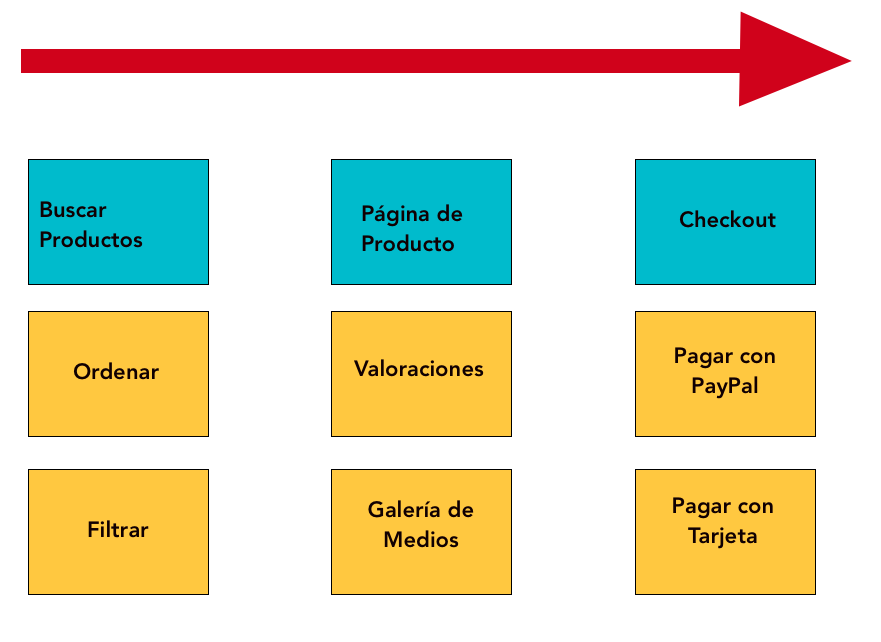 Buscar
Productos
Página de
Producto
Checkout
Ordenar
Valoraciones
Pagar con
PayPal
Filtrar
Galería de
Medios
Pagar con
Tarjeta